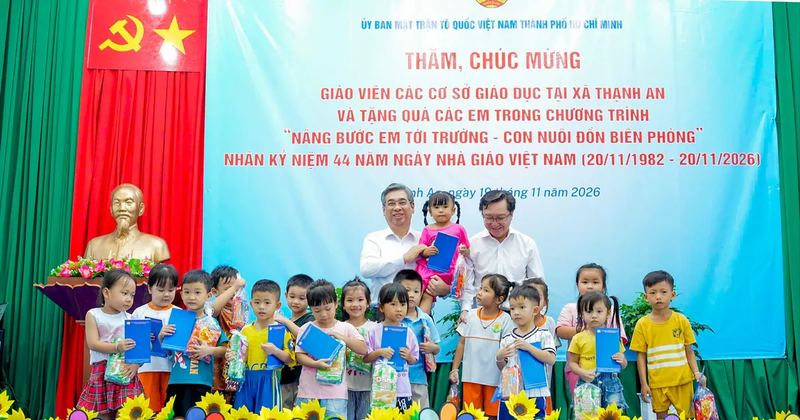 ỦY BAN MẶT TRẬN TỔ QUỐC VIỆT NAM THÀNH PHỐ HỒ CHÍ MINH
THĂM, CHÚC MỪNG
GIÁO VIÊN CÁC CƠ SỞ GIÁO DỤC TẠI XÃ THẠNH AN
VÀ TẶNG QUÀ CÁC EM TRONG CHƯƠNG TRÌNH
“NÂNG BƯỚC EM TỚI TRƯỜNG - CON NUÔI ĐỒN BIÊN PHÒNG”
NHÂN KỶ NIỆM 44 NĂM NGÀY NHÀ GIÁO VIỆT NAM (20/11/1982 - 20/11/2026)
An, ngày 19 tháng 11 năm 2026